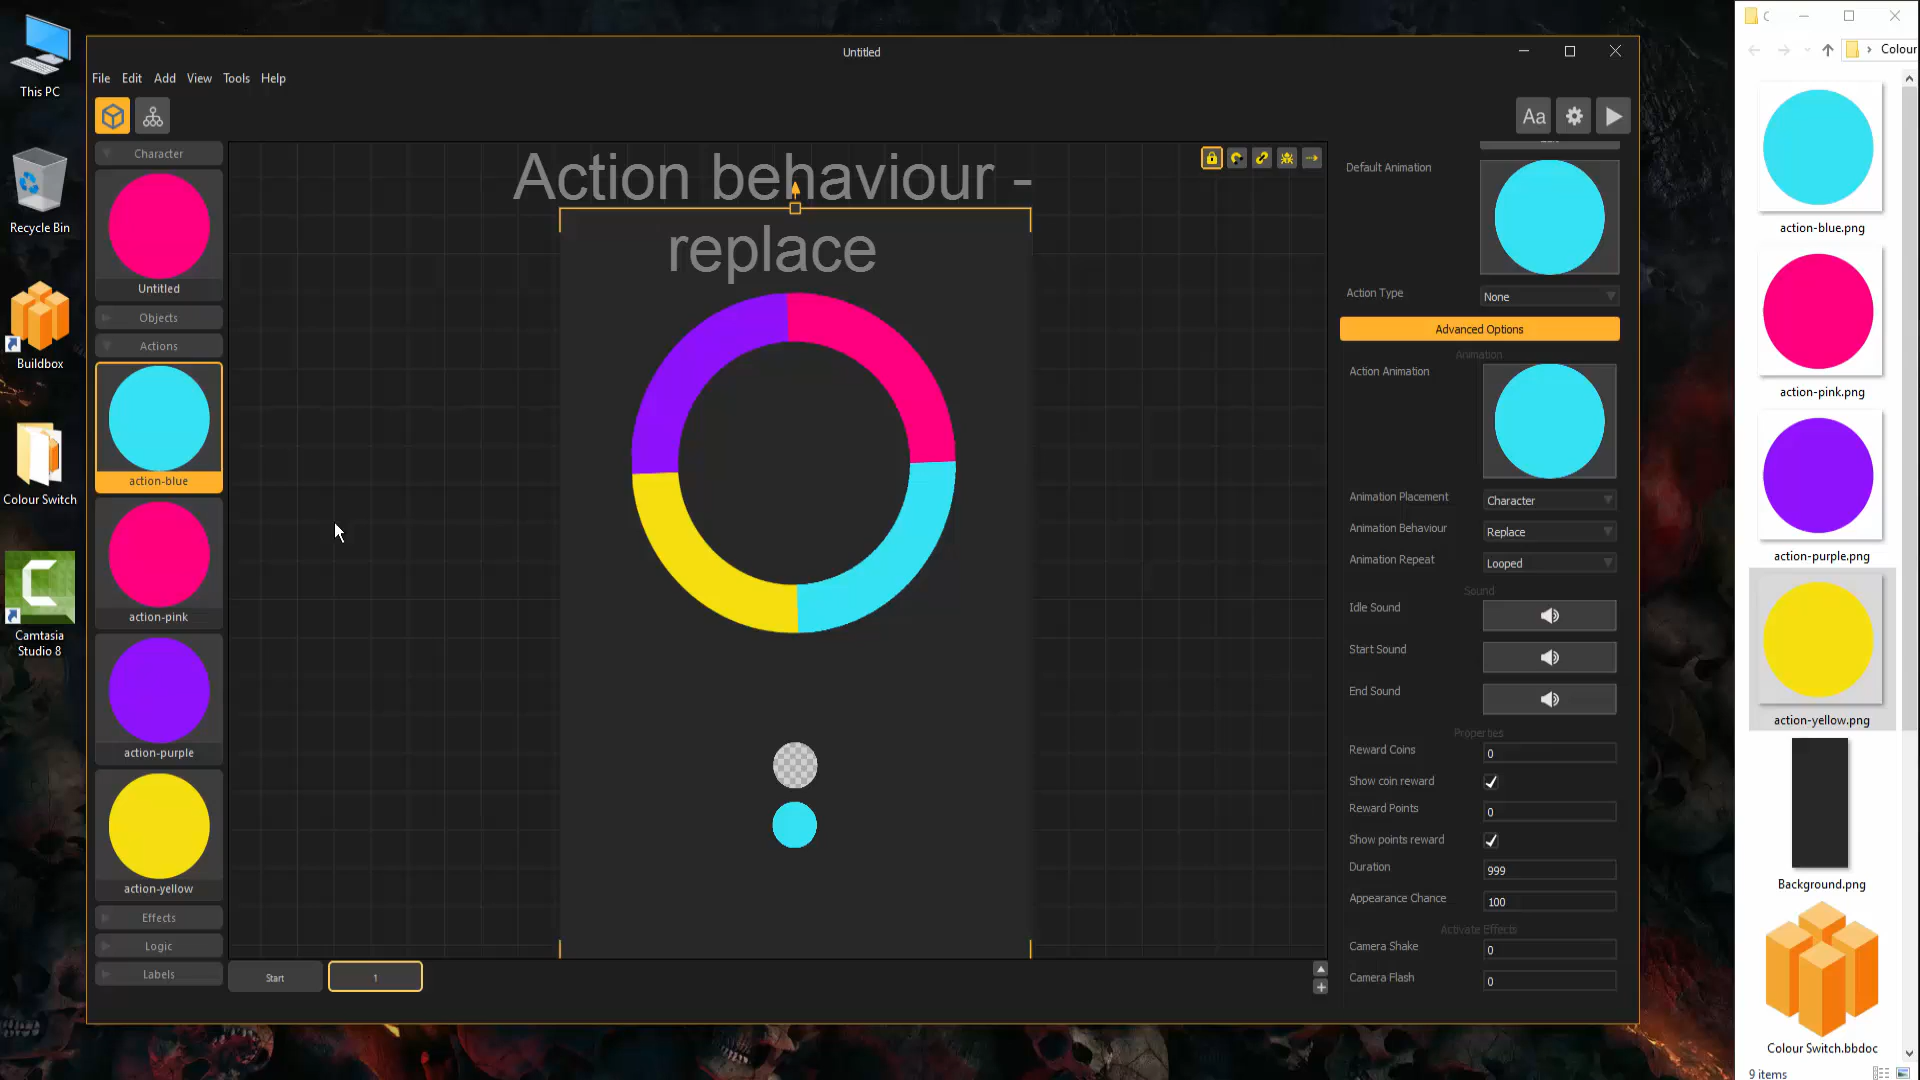 Untitled
File Edit Add View Tools Help
Aa
This PC
Recycle Bin
Buildbox
Colour Switch
Camtasia
Studio 8
Character
Untitled
Objects
Actions
action-blue
action-pink
action-purple
action-yellow
Effects
Logic
Labels
Action behaviour -
replace
Start
1
Default Animation
Action Type
None
Advanced Options
Animation
Action Animation
Animation Placement
Character
Animation Behaviour
Replace
Animation Repeat
Looped
Sound
Idle Sound
Start Sound
End Sound
Properties
Reward Coins
0
Show coin reward
Reward Points
0
Show points reward
Duration
999
Appearance Chance
100
Activate Effects
Camera Shake
0
Camera Flash
0
C
Colour
action-blue.png
action-pink.png
action-purple.png
action-yellow.png
Background.png
Colour Switch.bbdoc
9 items